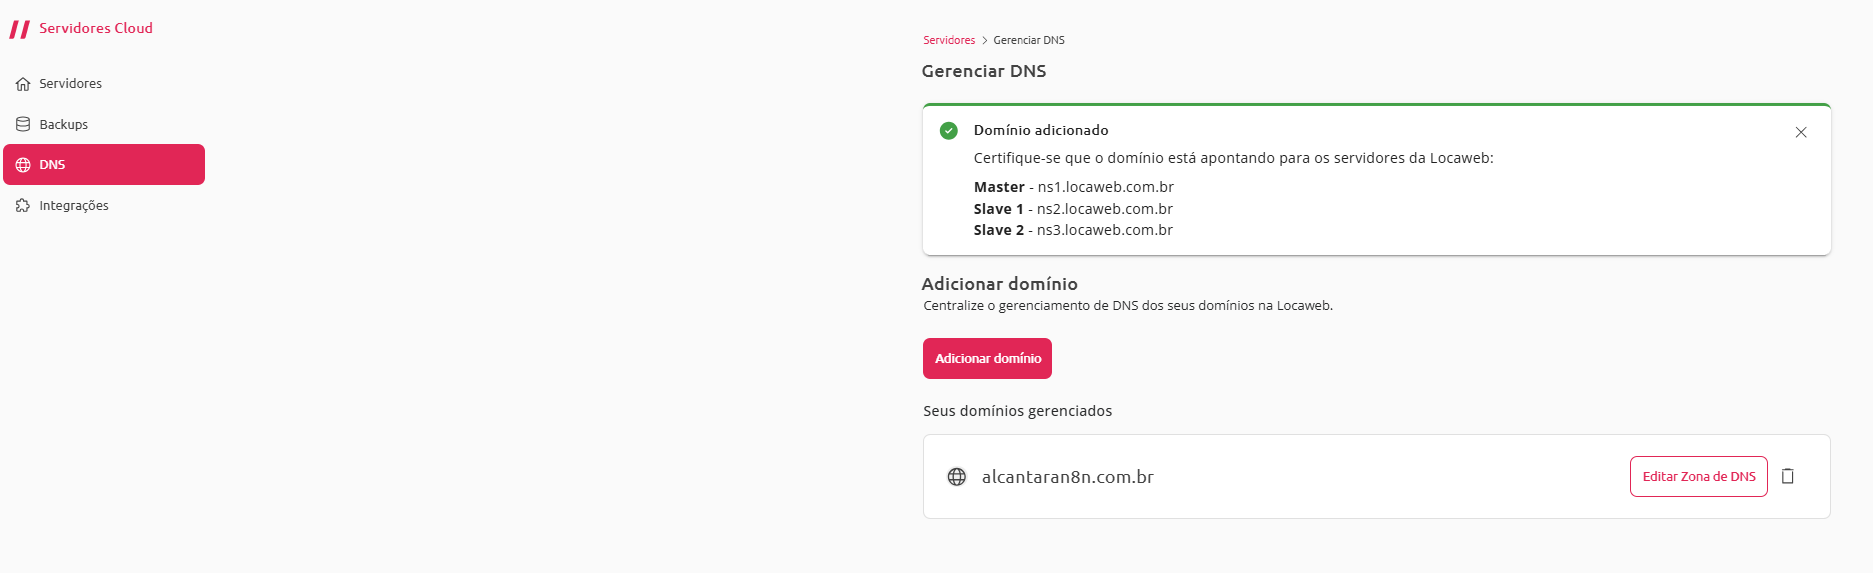 Servidores Cloud
Servidores
Backups
DNS
Integrações
Servidores > Gerenciar DNS
Gerenciar DNS
Domínio adicionado
Certifique-se que o domínio está apontando para os servidores da Locaweb:
Master - ns1.locaweb.com.br
Slave 1 - ns2.locaweb.com.br
Slave 2 - ns3.locaweb.com.br
Adicionar domínio
Centralize o gerenciamento de DNS dos seus domínios na Locaweb.
Adicionar domínio
Seus domínios gerenciados
alcantaran8n.com.br
Editar Zona de DNS